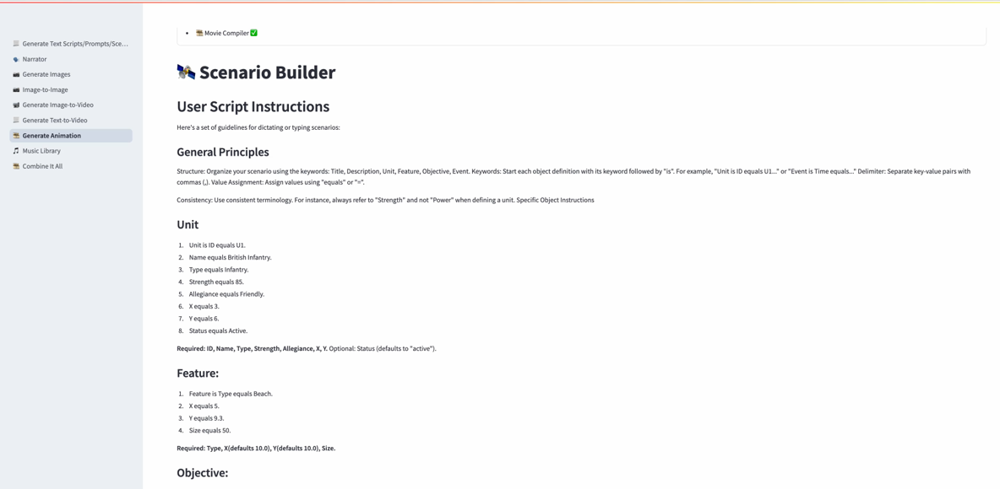 Generate Text Scripts/Prompts/Sce...
Narrator
Generate Images
Image-to-Image
Generate Image-to-Video
Generate Text-to-Video
Generate Animation
Music Library
Combine It All
• Movie Compiler ✅
Scenario Builder
User Script Instructions
Here's a set of guidelines for dictating or typing scenarios:
General Principles
Structure: Organize your scenario using the keywords: Title, Description, Unit, Feature, Objective, Event. Keywords: Start each object definition with its keyword followed by "is". For example, "Unit is ID equals U1..." or "Event is Time equals..." Delimiter: Separate key-value pairs with
commas (,). Value Assignment: Assign values using "equals" or "=".
Consistency: Use consistent terminology. For instance, always refer to "Strength" and not "Power" when defining a unit. Specific Object Instructions
Unit
1. Unit is ID equals U1.
2. Name equals British Infantry.
3. Type equals Infantry.
4. Strength equals 85.
5. Allegiance equals Friendly.
6. X equals 3.
7. Y equals 6.
8. Status equals Active.
Required: ID, Name, Type, Strength, Allegiance, X, Y. Optional: Status (defaults to "active").
Feature:
1. Feature is Type equals Beach.
2. X equals 5.
3. Y equals 9.3.
4. Size equals 50.
Required: Type, X(defaults 10.0), Y(defaults 10.0), Size.
Objective: